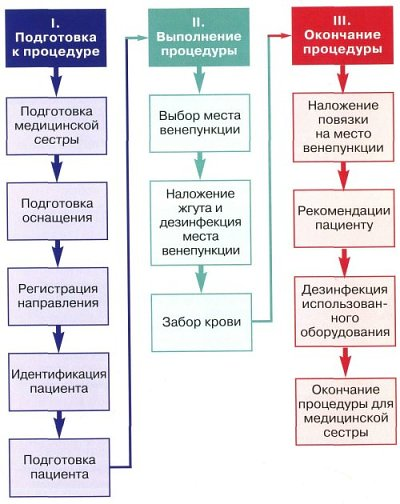 I.
Подготовка
к процедуре
Подготовка
медицинской
сестры
Подготовка
оснащения
Регистрация
направления
Идентификация
пациента
Подготовка
пациента
II.
Выполнение
процедуры
Выбор места
венепункции
Наложение
жгута и
дезинфекция
места
венепункции
Забор крови
III.
Окончание
процедуры
Наложение
повязки
на место
венепункции
Рекомендации
пациенту
Дезинфекция
использован-
ного
оборудования
Окончание
процедуры для
медицинской
сестры